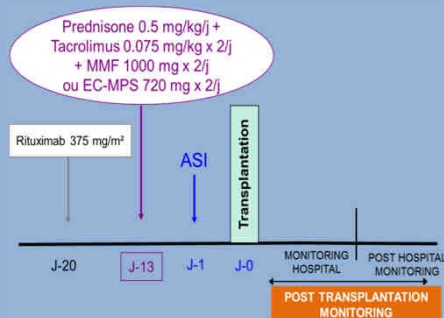 Prednisone 0.5 mg/kg/j +
Tacrolimus 0.075 mg/kg x 2/j
+ MMF 1000 mg x 2/j
ou EC-MPS 720 mg x 2/j
Rituximab 375 mg/m²
ASI
Transplantation
J-20
J-13
J-1
J-0
MONITORING
HOSPITAL
POST HOSPITAL
MONITORING
POST TRANSPLANTATION
MONITORING